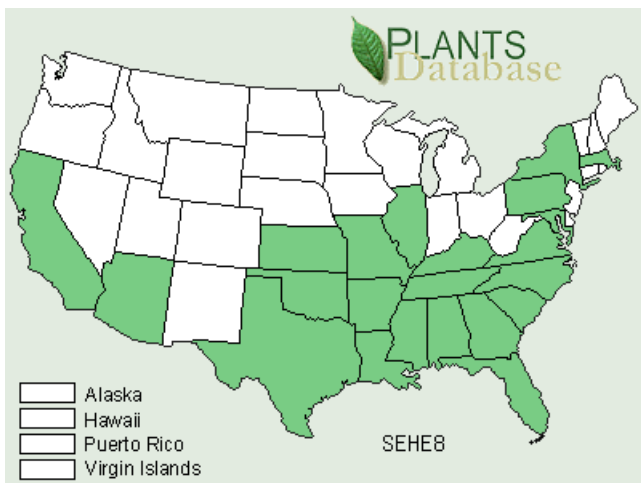 PLANTS
Database
Alaska
Hawaii
Puerto Rico
Virgin Islands
SEHE8